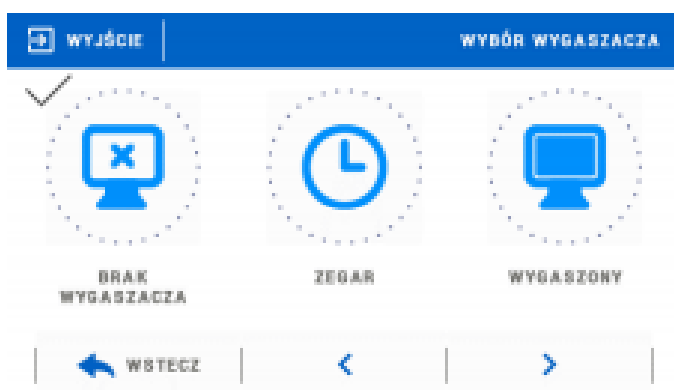 WYJŚCIE
WYBÓR WYGASZACZA
BRAK
WYGASZACZA
ZEGAR
WYGASZONY
WSTECZ